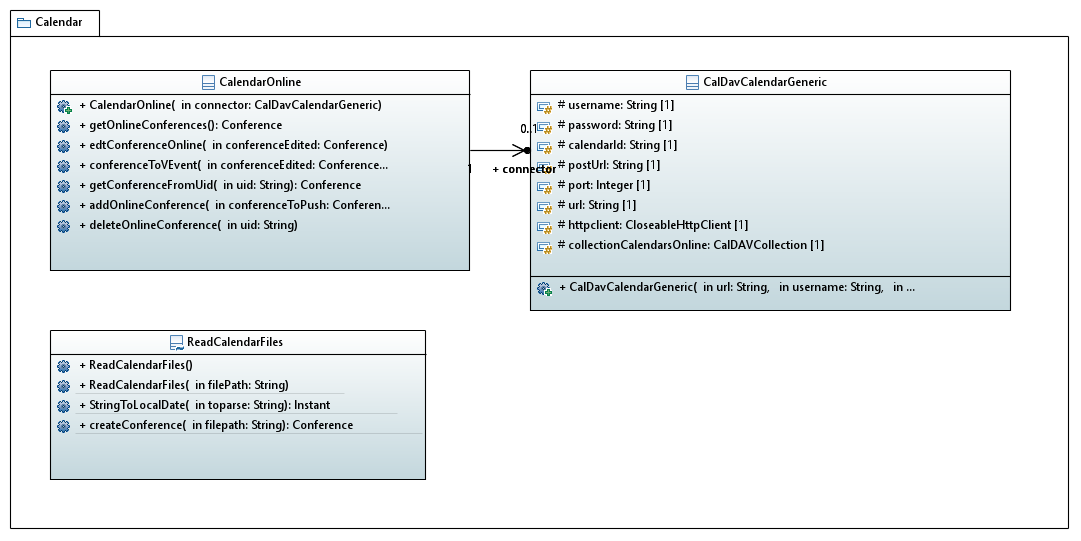 Calendar
CalendarOnline
+ CalendarOnline(  in connector: CalDavCalendarGeneric)
+ getOnlineConferences(): Conference
+ edtConferenceOnline(  in conferenceEdited: Conference)
+ conferenceToVEvent(  in conferenceEdited: Conference...
+ getConferenceFromUid(  in uid: String): Conference
+ addOnlineConference(  in conferenceToPush: Conferen...
+ deleteOnlineConference(  in uid: String)
0..1
1
+ connector
CalDavCalendarGeneric
# username: String [1]
# password: String [1]
# calendarId: String [1]
# postUrl: String [1]
# port: Integer [1]
# url: String [1]
# httpclient: CloseableHttpClient [1]
# collectionCalendarsOnline: CalDAVCollection [1]
+ CalDavCalendarGeneric(  in url: String,   in username: String,   in ...
ReadCalendarFiles
+ ReadCalendarFiles()
+ ReadCalendarFiles(  in filePath: String)
+ StringToLocalDate(  in toparse: String): Instant
+ createConference(  in filepath: String): Conference